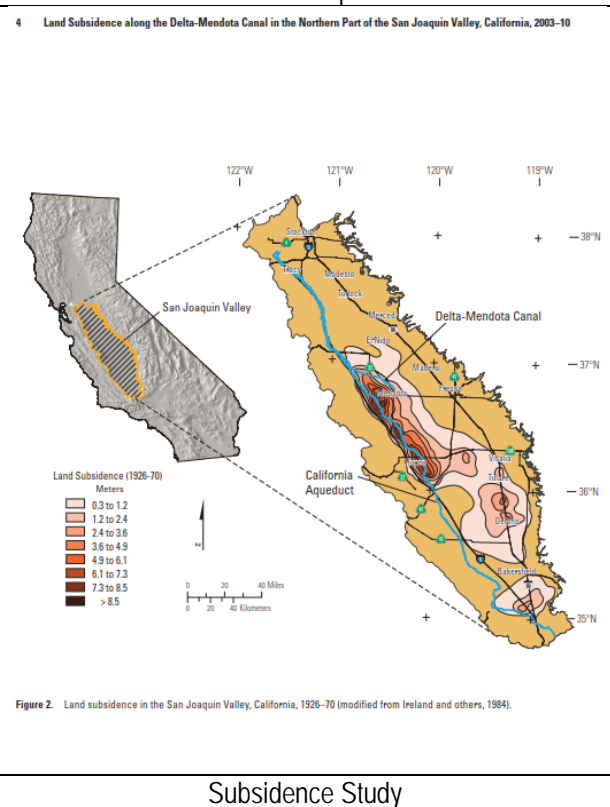 4 Land Subsidence along the Delta-Mendota Canal in the Northern Part of the San Joaquin Valley, California, 2003–10
122°W 121°W 120°W 119°W
Stockton
38°N
Tracy
Modesto
Turlock
San Joaquin Valley
Merced
Delta-Mendota Canal
El Nido
37°N
Madera
Fresno
Mendota
Visalia
Tulare
Land Subsidence (1926-70)
Meters
0.3 to 1.2
1.2 to 2.4
2.4 to 3.6
3.6 to 4.9
4.9 to 6.1
6.1 to 7.3
7.3 to 8.5
> 8.5
California
Aqueduct
36°N
Delano
N
0 20 40 Miles
0 20 40 Kilometers
Bakersfield
35°N
Figure 2. Land subsidence in the San Joaquin Valley, California, 1926–70 (modified from Ireland and others, 1984).
Subsidence Study